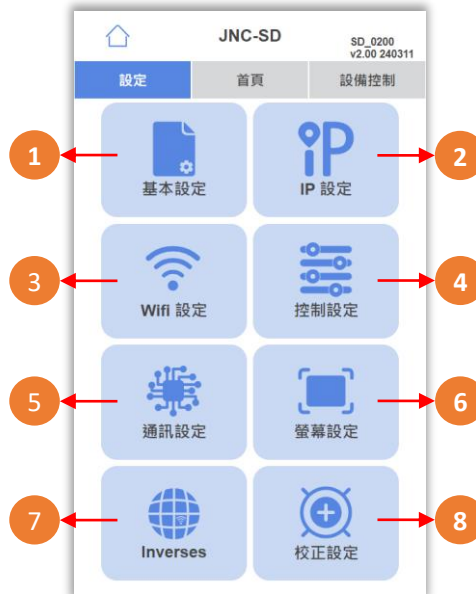 JNC-SD
SD_0200
v2.00 240311
設定 首頁 設備控制
1 2
基本設定 IP 設定
3 4
Wifi 設定 控制設定
5 6
通訊設定 螢幕設定
7 8
Inverses 校正設定